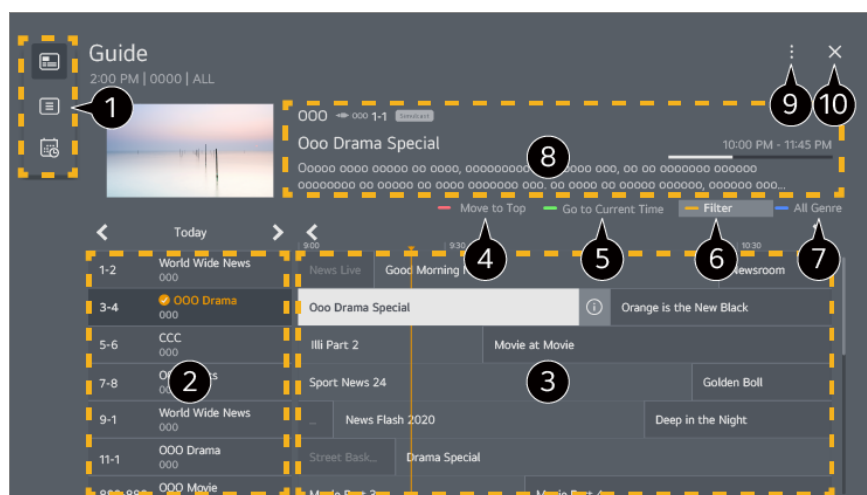 Guide
2:00 PM | 0000 | ALL
1
9
10
OOO 000 1-1
Ooo Drama Special
10:00 PM - 11:45 PM
8
Move to Top
Go to Current Time
Filter
All Genre
Today
4
5
6
7
9:00
9:30
10:30
1-2 World Wide News
000
News Live
Good Morning
Newsroom
3-4 OOO Drama
000
Ooo Drama Special
Orange is the New Black
5-6 CCC
000
Illi Part 2
Movie at Movie
7-8
2
3
Sport News 24
Golden Boll
9-1 World Wide News
000
... News Flash 2020
Deep in the Night
11-1 OOO Drama
000
Street Bask...
Drama Special
OOO Movie